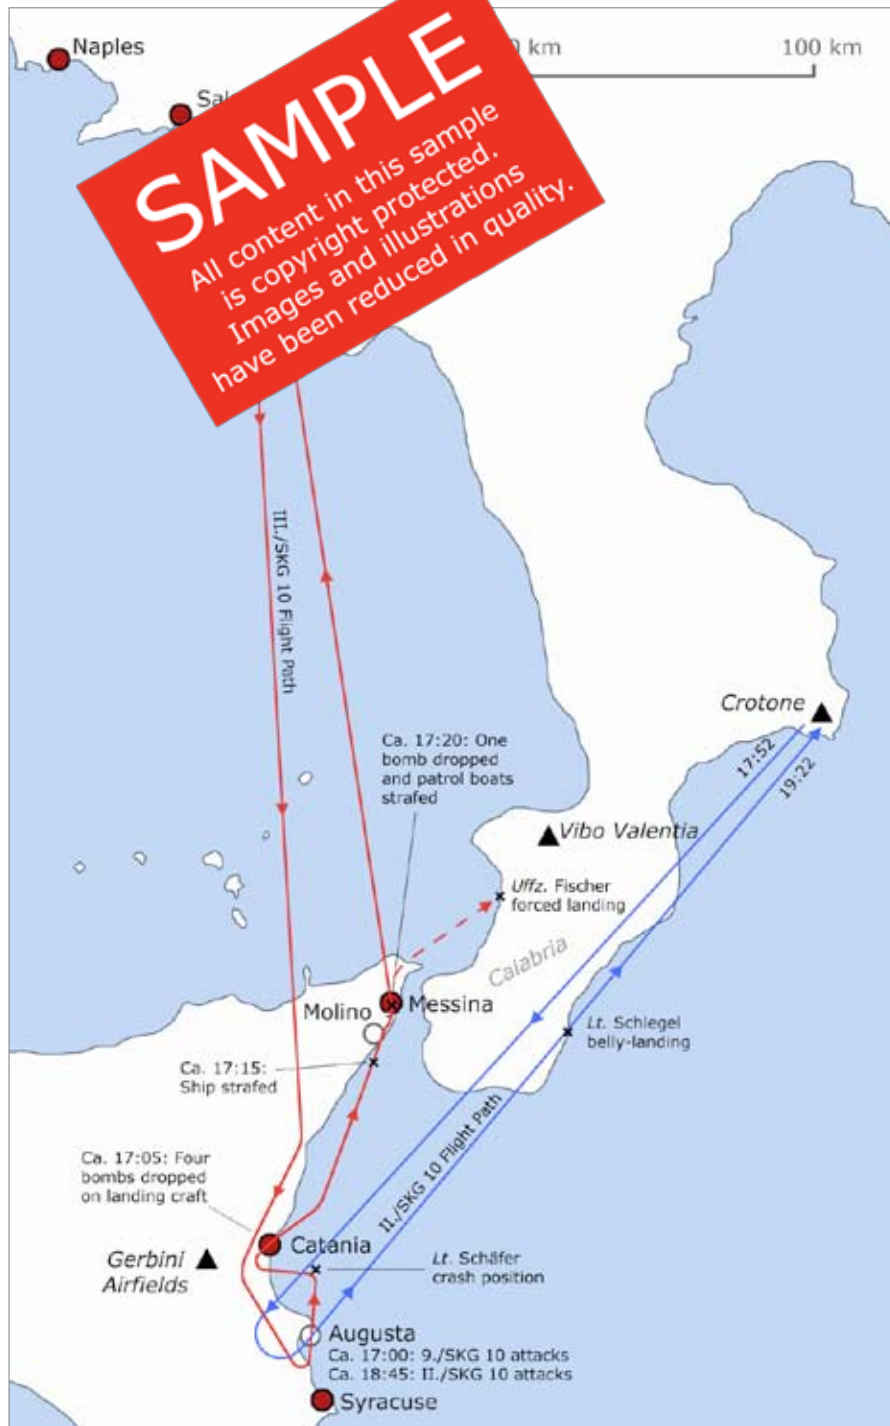 Naples
100 km
SAMPLE
All content in this sample
is copyright protected.
Images and illustrations
have been reduced in quality.
III./SKG 10 Flight Path
Crotone
17:52
19:22
Ca. 17:20: One
bomb dropped
and patrol boats
strafed
Vibo Valentia
Uffz. Fischer
forced landing
Calabria
Messina
Molino
Lt. Schlegel
belly-landing
Ca. 17:15:
Ship strafed
II./SKG 10 Flight Path
Ca. 17:05: Four
bombs dropped
on landing craft
Catania
Gerbini
Airfields
Lt. Schäfer
crash position
Augusta
Ca. 17:00: 9./SKG 10 attacks
Ca. 18:45: II./SKG 10 attacks
Syracuse